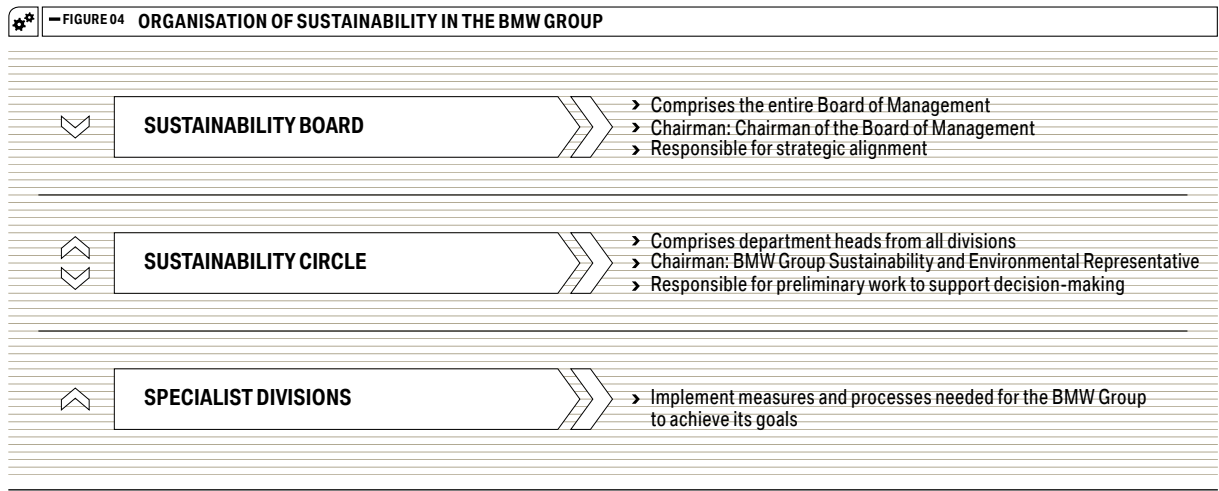 FIGURE 04 ORGANISATION OF SUSTAINABILITY IN THE BMW GROUP
SUSTAINABILITY BOARD
Comprises the entire Board of Management
Chairman: Chairman of the Board of Management
Responsible for strategic alignment
SUSTAINABILITY CIRCLE
Comprises department heads from all divisions
Chairman: BMW Group Sustainability and Environmental Representative
Responsible for preliminary work to support decision-making
SPECIALIST DIVISIONS
Implement measures and processes needed for the BMW Group
to achieve its goals